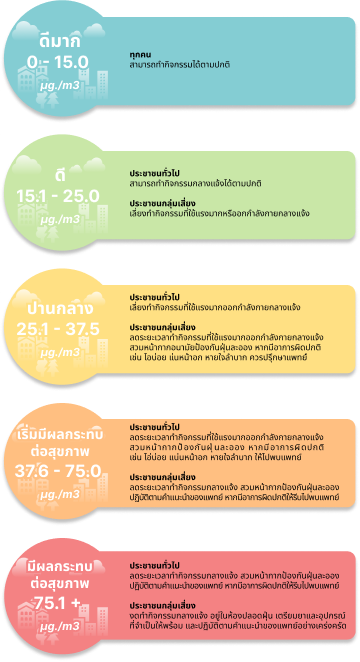 ดีมาก
0 - 15.0
µg./m3
ทุกคน
สามารถทำกิจกรรมได้ตามปกติ
ดี
15.1 - 25.0
µg./m3
ประชาชนทั่วไป
สามารถทำกิจกรรมกลางแจ้งได้ตามปกติ
ประชาชนกลุ่มเสี่ยง
เลี่ยงทำกิจกรรมที่ใช้แรงมากหรือออกกำลังกายกลางแจ้ง
ปานกลาง
25.1 - 37.5
µg./m3
ประชาชนทั่วไป
เลี่ยงทำกิจกรรมที่ใช้แรงมากออกกำลังกายกลางแจ้ง
ประชาชนกลุ่มเสี่ยง
ลดระยะเวลาทำกิจกรรมที่ใช้แรงมากออกกำลังกายกลางแจ้ง
สวมหน้ากากอนามัยป้องกันฝุ่นละออง หากมีอาการผิดปกติ
เช่น ไอบ่อย แน่นหน้าอก หายใจลำบาก ควรปรึกษาแพทย์
เริ่มมีผลกระทบ
ต่อสุขภาพ
37.6 - 75.0
µg./m3
ประชาชนทั่วไป
ลดระยะเวลาทำกิจกรรมที่ใช้แรงมากออกกำลังกายกลางแจ้ง
สวมหน้ากากป้องกันฝุ่นละออง หากมีอาการผิดปกติ
เช่น ไอบ่อย แน่นหน้าอก หายใจลำบาก ให้ไปพบแพทย์
ประชาชนกลุ่มเสี่ยง
ลดระยะเวลาทำกิจกรรมกลางแจ้ง สวมหน้ากากป้องกันฝุ่นละออง
ปฏิบัติตามคำแนะนำของแพทย์ หากมีอาการผิดปกติให้รีบไปพบแพทย์
มีผลกระทบ
ต่อสุขภาพ
75.1 +
µg./m3
ประชาชนทั่วไป
ลดระยะเวลาทำกิจกรรมกลางแจ้ง สวมหน้ากากป้องกันฝุ่นละออง
ปฏิบัติตามคำแนะนำของแพทย์ หากมีอาการผิดปกติให้รีบไปพบแพทย์
ประชาชนกลุ่มเสี่ยง
งดทำกิจกรรมกลางแจ้ง อยู่ในห้องปลอดฝุ่น เตรียมยาและอุปกรณ์
ที่จำเป็นให้พร้อม และปฏิบัติตามคำแนะนำของแพทย์อย่างเคร่งครัด